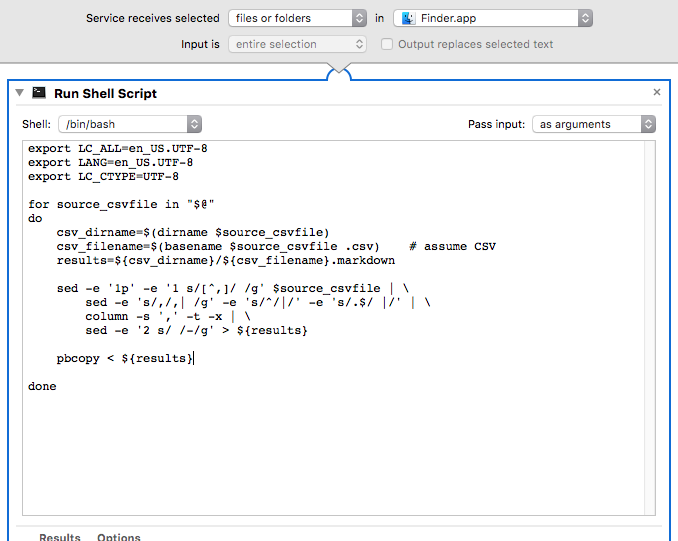 Service receives selected files or folders in Finder.app
Input is entire selection Output replaces selected text
Run Shell Script
Shell: /bin/bash Pass input: as arguments
export LC_ALL=en_US.UTF-8
export LANG=en_US.UTF-8
export LC_CTYPE=UTF-8
for source_csvfile in "$@"
do
    csv_dirname=$(dirname $source_csvfile)
    csv_filename=$(basename $source_csvfile .csv)    # assume CSV
    results=${csv_dirname}/${csv_filename}.markdown
    sed -e '1p' -e '1 s/[^,]/ /g' $source_csvfile | \
        sed -e 's/,/,| /g' -e 's/^/|/' -e 's/.$/ |/' | \
        column -s ',' -t -x | \
        sed -e '2 s/ /-/g' > ${results}
    pbcopy < ${results}
done
Results Options